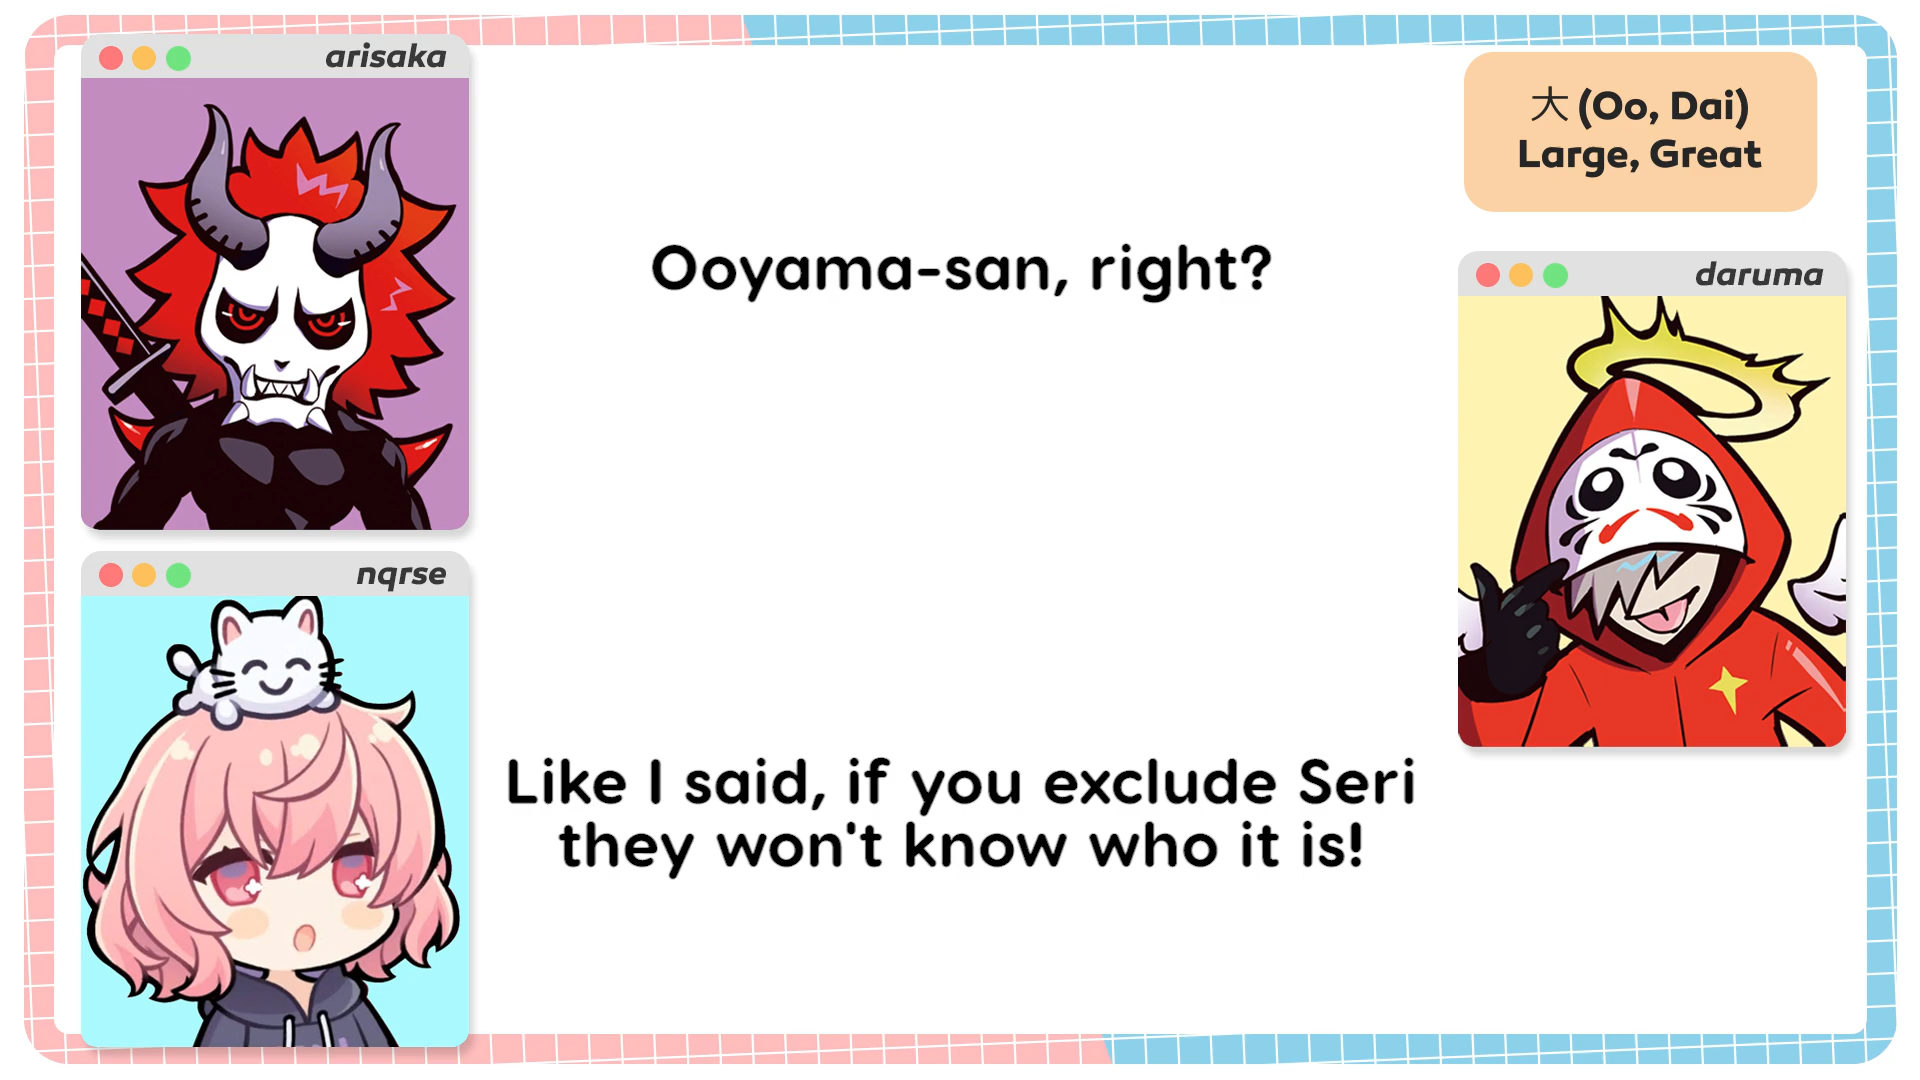 arisaka
大 (Oo, Dai)
Large, Great
Ooyama-san, right?
daruma
nqrse
Like I said, if you exclude Seri
they won't know who it is!